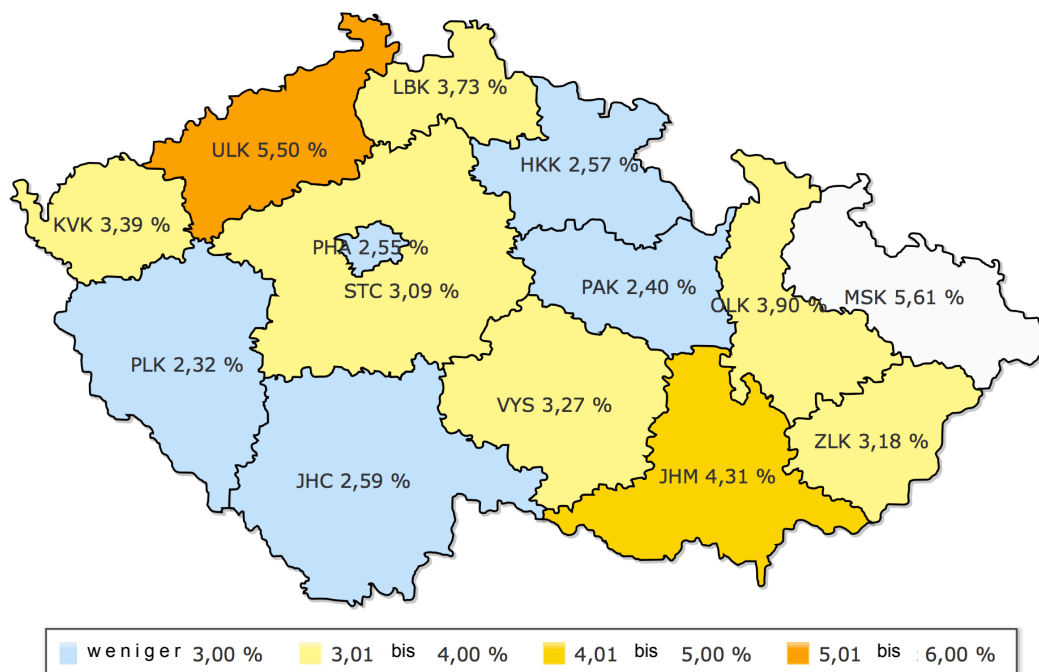 LBK 3,73 %
ULK 5,50 %
HKK 2,57 %
KVK 3,39 %
PHA 2,55 %
STC 3,09 %
PAK 2,40 %
OLK 3,90 %
MSK 5,61 %
PLK 2,32 %
VYS 3,27 %
ZLK 3,18 %
JHC 2,59 %
JHM 4,31 %
weniger 3,00 % 3,01 bis 4,00 % 4,01 bis 5,00 % 5,01 bis 6,00 %